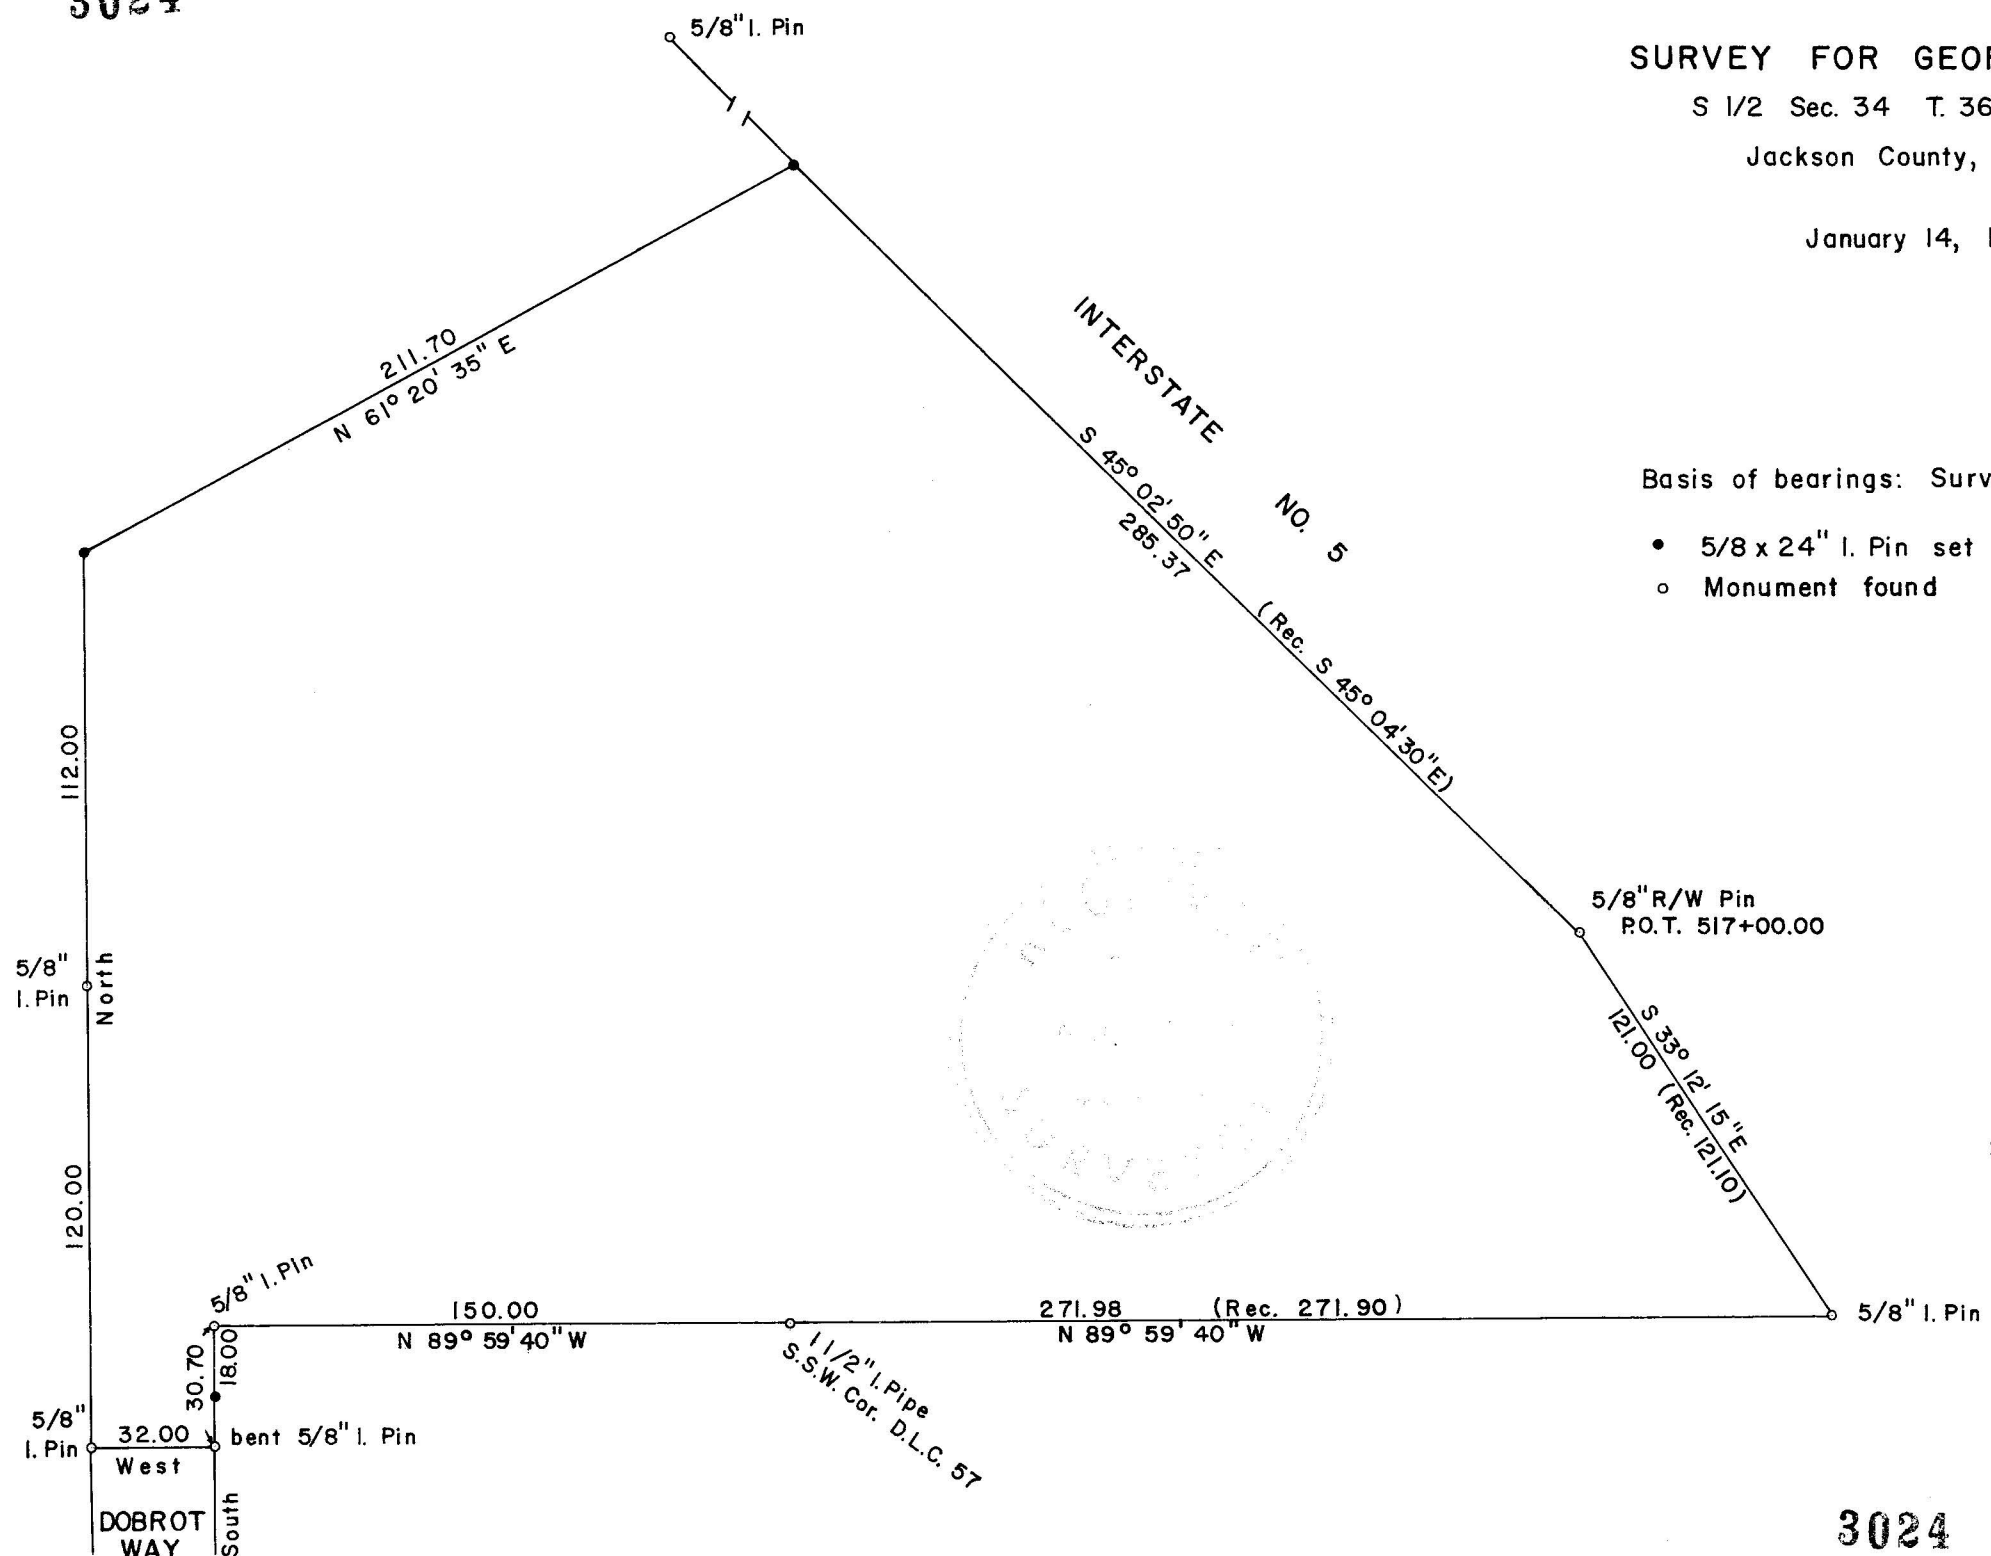 3024
5/8" I. Pin
SURVEY FOR GEOR
S 1/2 Sec. 34 T. 36
Jackson County,
January 14, 1
INTERSTATE NO. 5
211.70
N 61° 20' 35" E
S 45° 02' 50" E
285.37
(Rec. S 45° 04' 30" E)
Basis of bearings: Surv
5/8 x 24" I. Pin set
Monument found
112.00
5/8"
I. Pin
North
5/8" R/W Pin
P.O.T. 517+00.00
S 33° 12' 15" E
121.00 (Rec. 121.10)
120.00
5/8" I. Pin
150.00
N 89° 59' 40" W
271.98 (Rec. 271.90)
N 89° 59' 40" W
5/8" I. Pin
1 1/2" I. Pipe
S.S.W. Cor. D.L.C. 57
30.70
18.00
5/8"
I. Pin
32.00
West
bent 5/8" I. Pin
South
DOBROT
WAY
3024